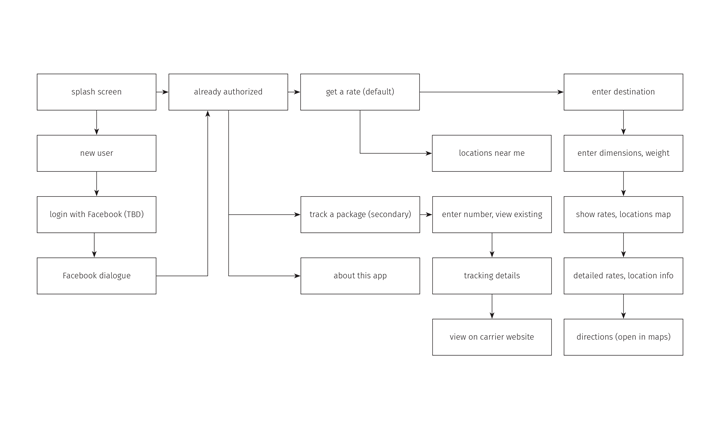 splash screen
already authorized
get a rate (default)
enter destination
new user
locations near me
enter dimensions, weight
login with Facebook (TBD)
track a package (secondary)
enter number, view existing
show rates, locations map
Facebook dialogue
about this app
tracking details
detailed rates, location info
view on carrier website
directions (open in maps)